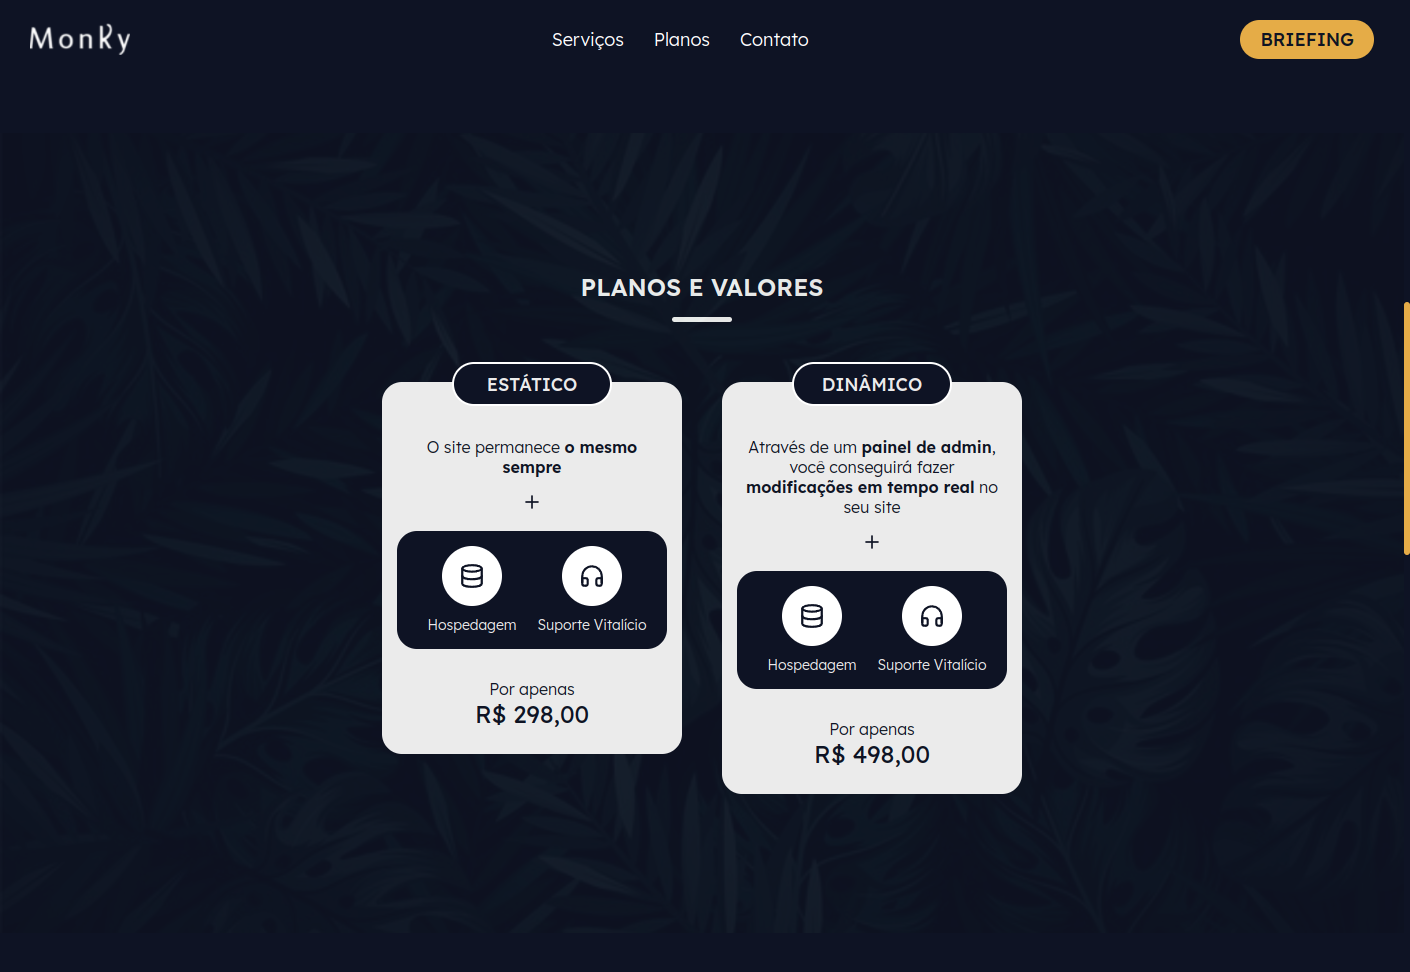 Monky
Serviços Planos Contato
BRIEFING
PLANOS E VALORES
ESTÁTICO
O site permanece o mesmo
sempre
+
Hospedagem Suporte Vitalício
Por apenas
R$ 298,00
DINÂMICO
Através de um painel de admin,
você conseguirá fazer
modificações em tempo real no
seu site
+
Hospedagem Suporte Vitalício
Por apenas
R$ 498,00